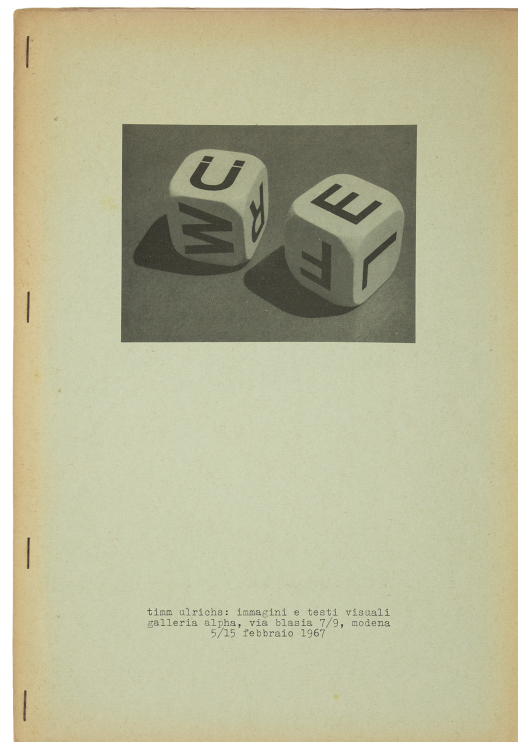 Ü
W R
E
F L
timm ulrichs: immagini e testi visuali
galleria alpha, via blasia 7/9, modena
5/15 febbraio 1967